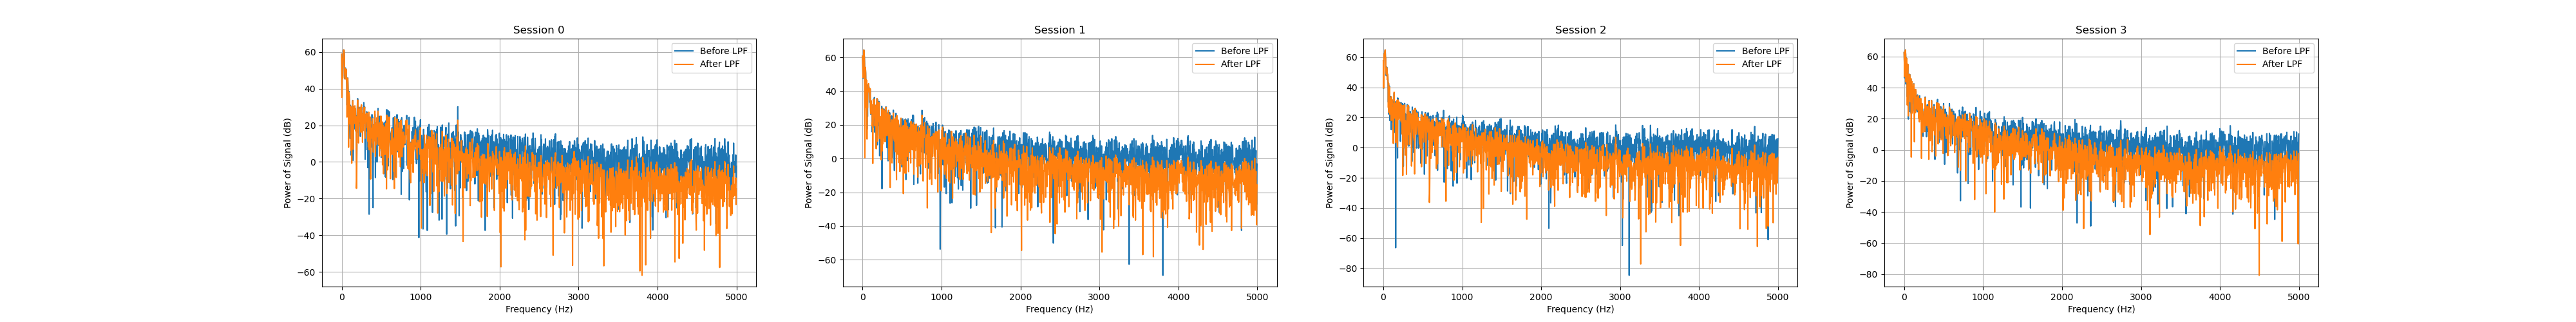 Session 0
Before LPF
After LPF
Power of Signal (dB)
60
40
20
0
−20
−40
−60
0 1000 2000 3000 4000 5000
Frequency (Hz)
Session 1
Before LPF
After LPF
Power of Signal (dB)
60
40
20
0
−20
−40
−60
0 1000 2000 3000 4000 5000
Frequency (Hz)
Session 2
Before LPF
After LPF
Power of Signal (dB)
60
40
20
0
−20
−40
−60
−80
0 1000 2000 3000 4000 5000
Frequency (Hz)
Session 3
Before LPF
After LPF
Power of Signal (dB)
60
40
20
0
−20
−40
−60
−80
0 1000 2000 3000 4000 5000
Frequency (Hz)